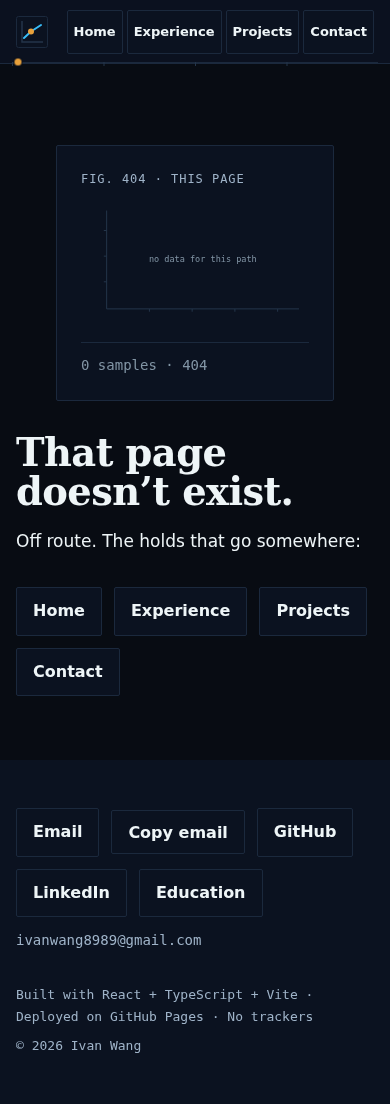 Home Experience Projects Contact
FIG. 404 · THIS PAGE
no data for this path
0 samples · 404
That page
doesn’t exist.
Off route. The holds that go somewhere:
Home Experience Projects
Contact
Email Copy email GitHub
LinkedIn Education
ivanwang8989@gmail.com
Built with React + TypeScript + Vite ·
Deployed on GitHub Pages · No trackers
© 2026 Ivan Wang